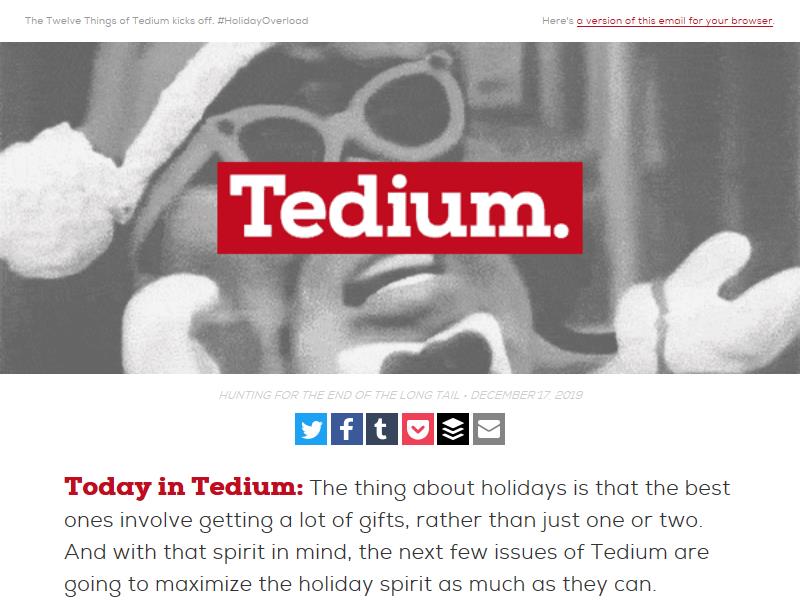 The Twelve Things of Tedium kicks off. #HolidayOverload
Here's a version of this email for your browser.
Tedium.
HUNTING FOR THE END OF THE LONG TAIL • DECEMBER 17, 2019
Today in Tedium: The thing about holidays is that the best
ones involve getting a lot of gifts, rather than just one or two.
And with that spirit in mind, the next few issues of Tedium are
going to maximize the holiday spirit as much as they can.